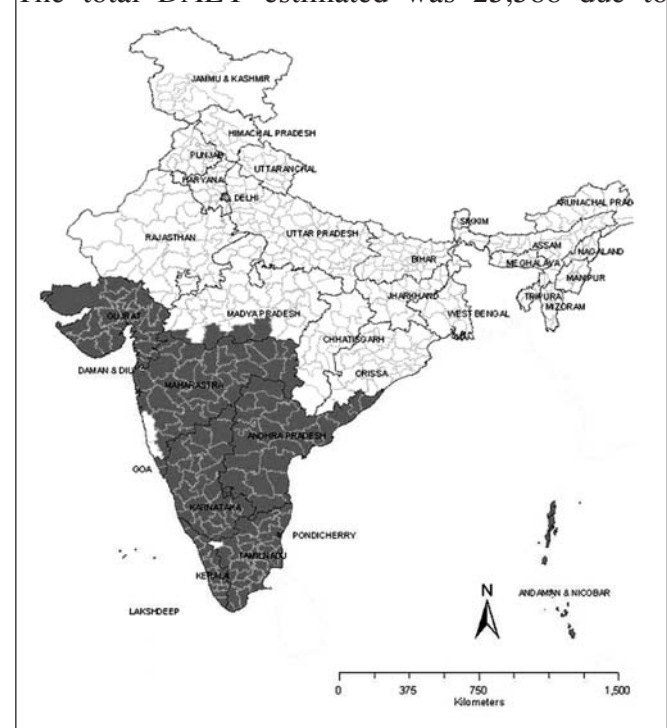 The total DALY estimated was 25,588 due to
JAMMU & KASHMIR
HIMACHAL PRADESH
PUNJAB
UTTARANCHAL
HARYANA
DELHI
ARUNACHAL PRAD
SIKKIM
RAJASTHAN
UTTAR PRADESH
ASSAM
NAGALAND
BIHAR
MEGHALAYA
MANIPUR
JHARKHAND
TRIPURA
MIZORAM
GUJRAT
MADYA PRADESH
WEST BENGAL
CHHATISGARH
DAMAN & DIU
ORISSA
MAHARASTRA
ANDHRA PRADESH
GOA
KARNATAKA
PONDICHERRY
TAMILNADU
KERALA
N
ANDAMAN & NICOBAR
LAKSHDEEP
0 375 750 1,500
Kilometers